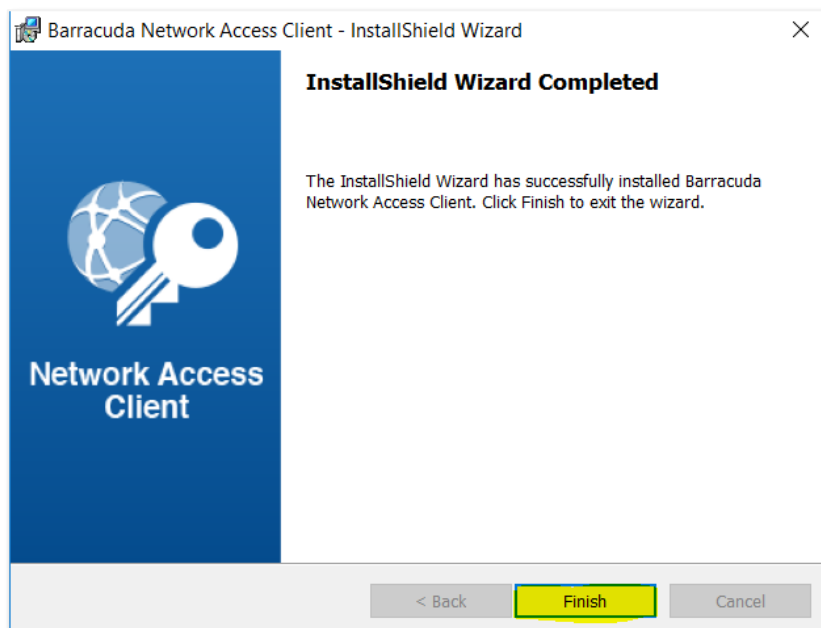 Barracuda Network Access Client - InstallShield Wizard
InstallShield Wizard Completed
The InstallShield Wizard has successfully installed Barracuda
Network Access Client. Click Finish to exit the wizard.
Network Access
Client
< Back
Finish
Cancel